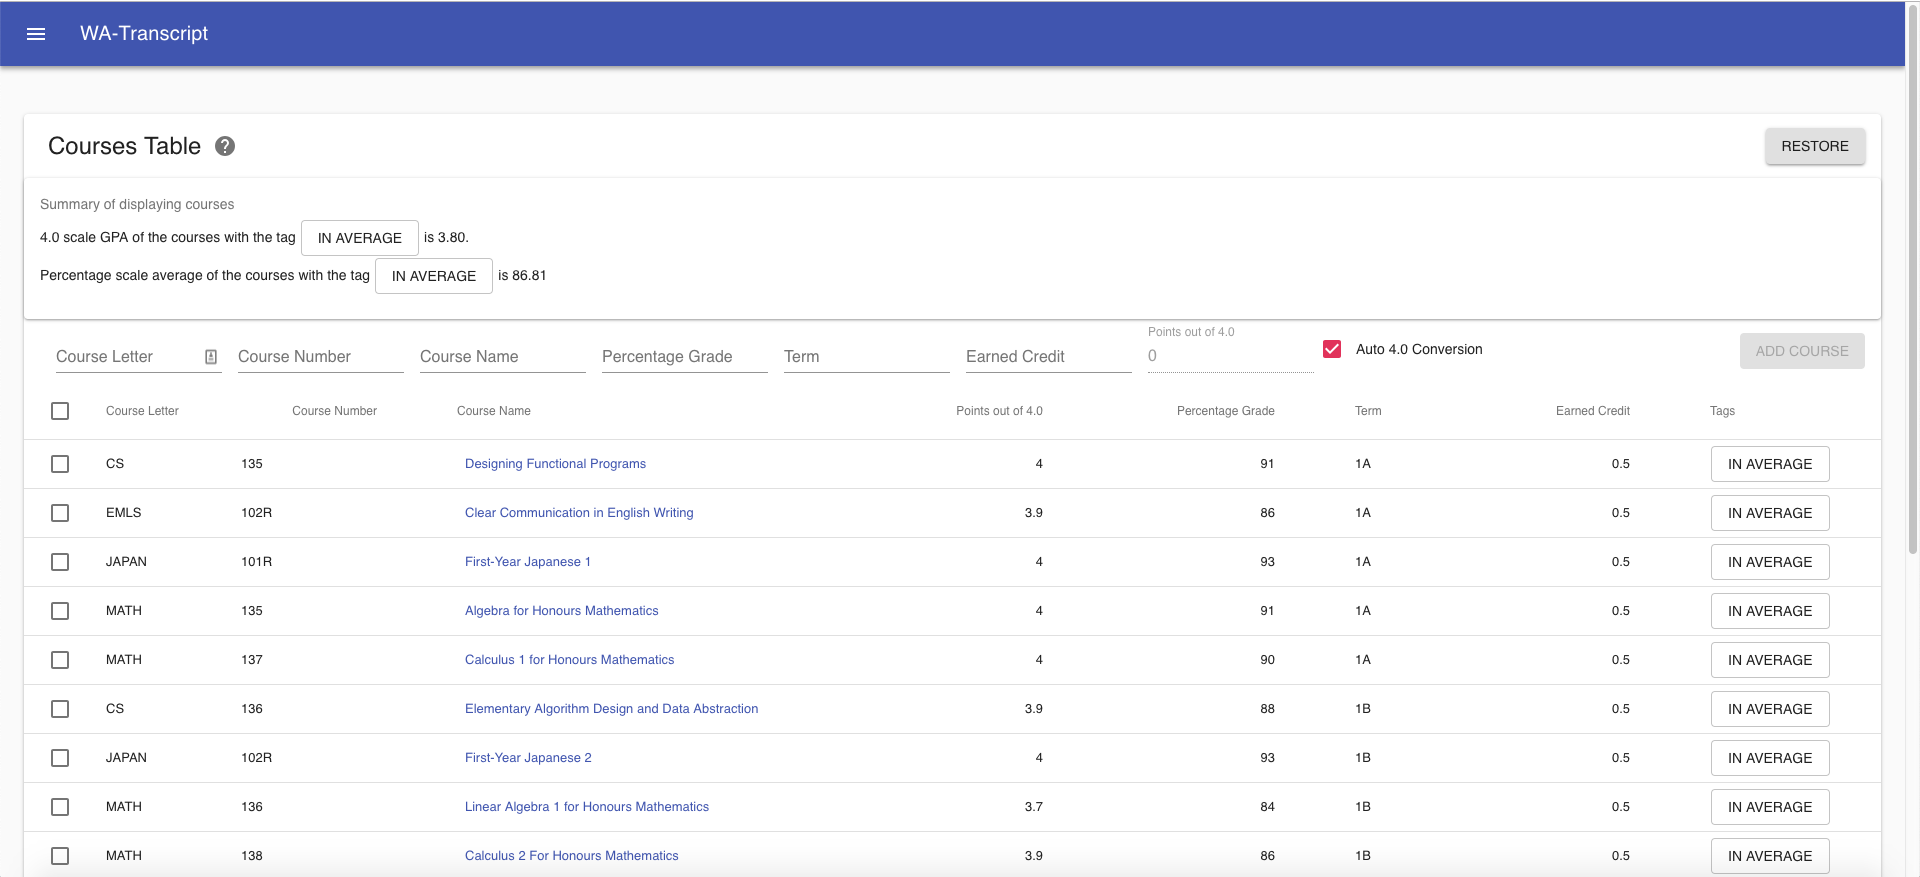 WA-Transcript
Courses Table ?
RESTORE
Summary of displaying courses
4.0 scale GPA of the courses with the tag IN AVERAGE is 3.80.
Percentage scale average of the courses with the tag IN AVERAGE is 86.81
Course Letter Course Number Course Name Percentage Grade Term Earned Credit Points out of 4.0 0 Auto 4.0 Conversion ADD COURSE
Course Letter Course Number Course Name Points out of 4.0 Percentage Grade Term Earned Credit Tags
CS 135 Designing Functional Programs 4 91 1A 0.5 IN AVERAGE
EMLS 102R Clear Communication in English Writing 3.9 86 1A 0.5 IN AVERAGE
JAPAN 101R First-Year Japanese 1 4 93 1A 0.5 IN AVERAGE
MATH 135 Algebra for Honours Mathematics 4 91 1A 0.5 IN AVERAGE
MATH 137 Calculus 1 for Honours Mathematics 4 90 1A 0.5 IN AVERAGE
CS 136 Elementary Algorithm Design and Data Abstraction 3.9 88 1B 0.5 IN AVERAGE
JAPAN 102R First-Year Japanese 2 4 93 1B 0.5 IN AVERAGE
MATH 136 Linear Algebra 1 for Honours Mathematics 3.7 84 1B 0.5 IN AVERAGE
MATH 138 Calculus 2 For Honours Mathematics 3.9 86 1B 0.5 IN AVERAGE